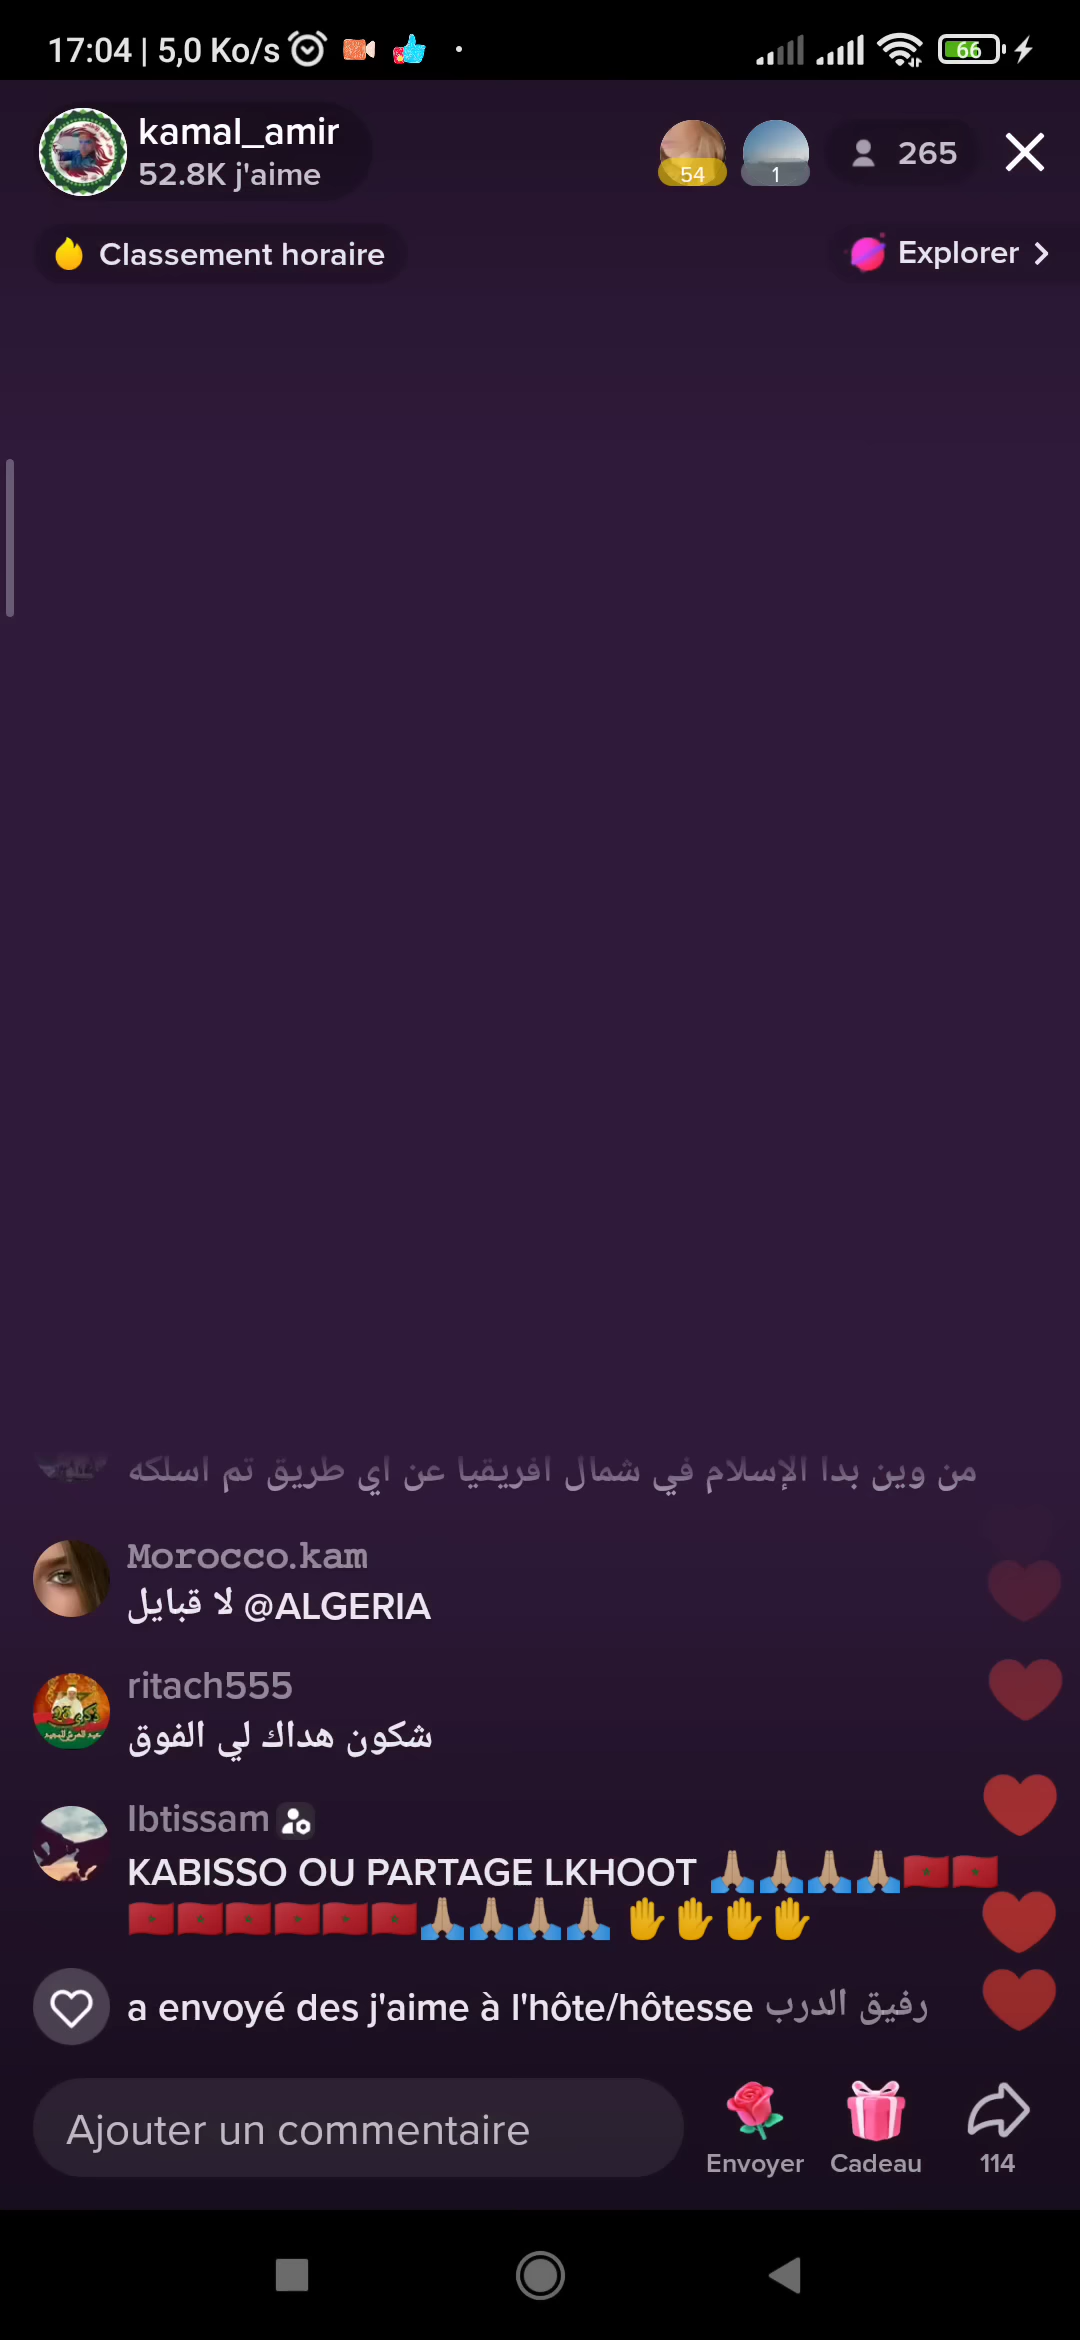 17:04 | 5,0 Ko/s
66
kamal_amir
52.8K j'aime
54
1
265
Classement horaire
Explorer
من وين بدا الإسلام في شمال افريقيا عن اي طريق تم اسلكه
Morocco.kam
لا قبايل @ALGERIA
ritach555
شكون هداك لي الفوق
Ibtissam
KABISSO OU PARTAGE LKHOOT 🙏🏼🙏🏼🙏🏼🙏🏼🇲🇦🇲🇦
🇲🇦🇲🇦🇲🇦🇲🇦🇲🇦🇲🇦🙏🏼🙏🏼🙏🏼🙏🏼 ✋✋✋✋
a envoyé des j'aime à l'hôte/hôtesse رفيق الدرب
Ajouter un commentaire
Envoyer
Cadeau
114